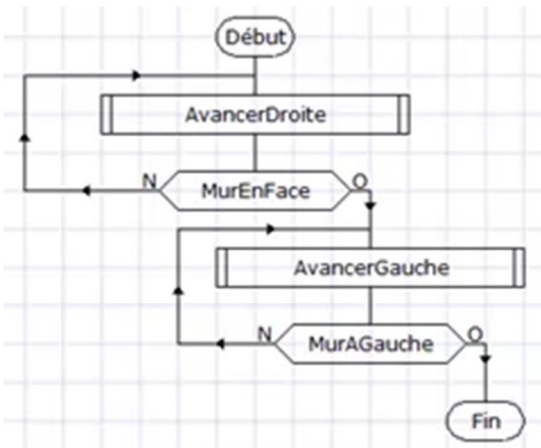 Début
AvancerDroite
N MurEnFace O
AvancerGauche
N MurAGauche O
Fin